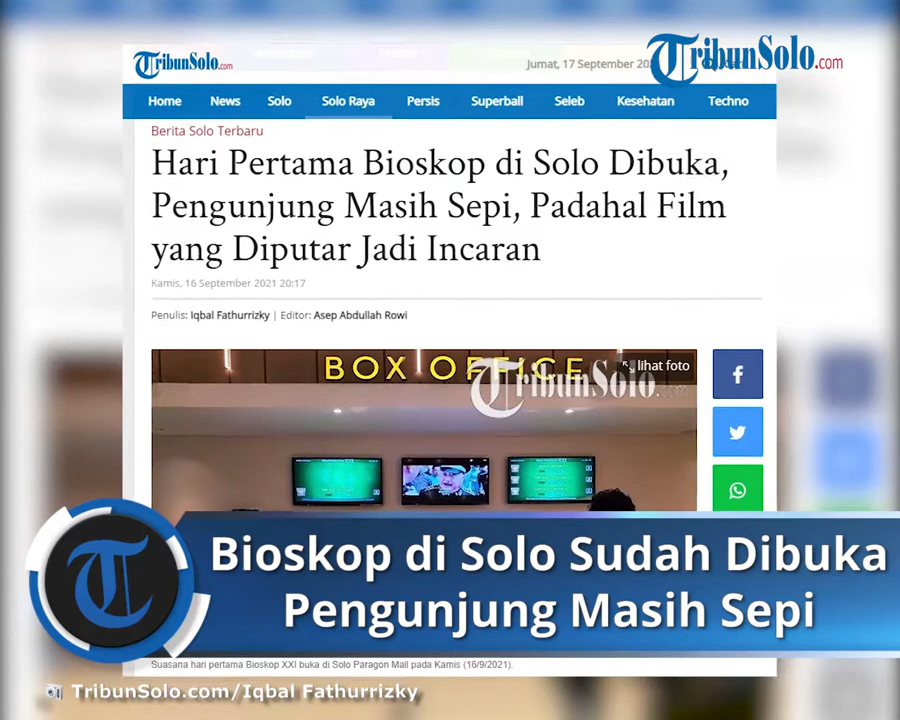 TribunSolo.com
Jumat, 17 September
TribunSolo.com
Home News Solo Solo Raya Persis Superball Seleb Kesehatan Techno
Berita Solo Terbaru
Hari Pertama Bioskop di Solo Dibuka,
Pengunjung Masih Sepi, Padahal Film
yang Diputar Jadi Incaran
Kamis, 16 September 2021 20:17
Penulis: Iqbal Fathurrizky | Editor: Asep Abdullah Rowi
BOX OFFICE
lihat foto
TribunSolo.com
Bioskop di Solo Sudah Dibuka
Pengunjung Masih Sepi
Suasana hari pertama Bioskop XXI buka di Solo Paragon Mall pada Kamis (16/9/2021).
TribunSolo.com/Iqbal Fathurrizky